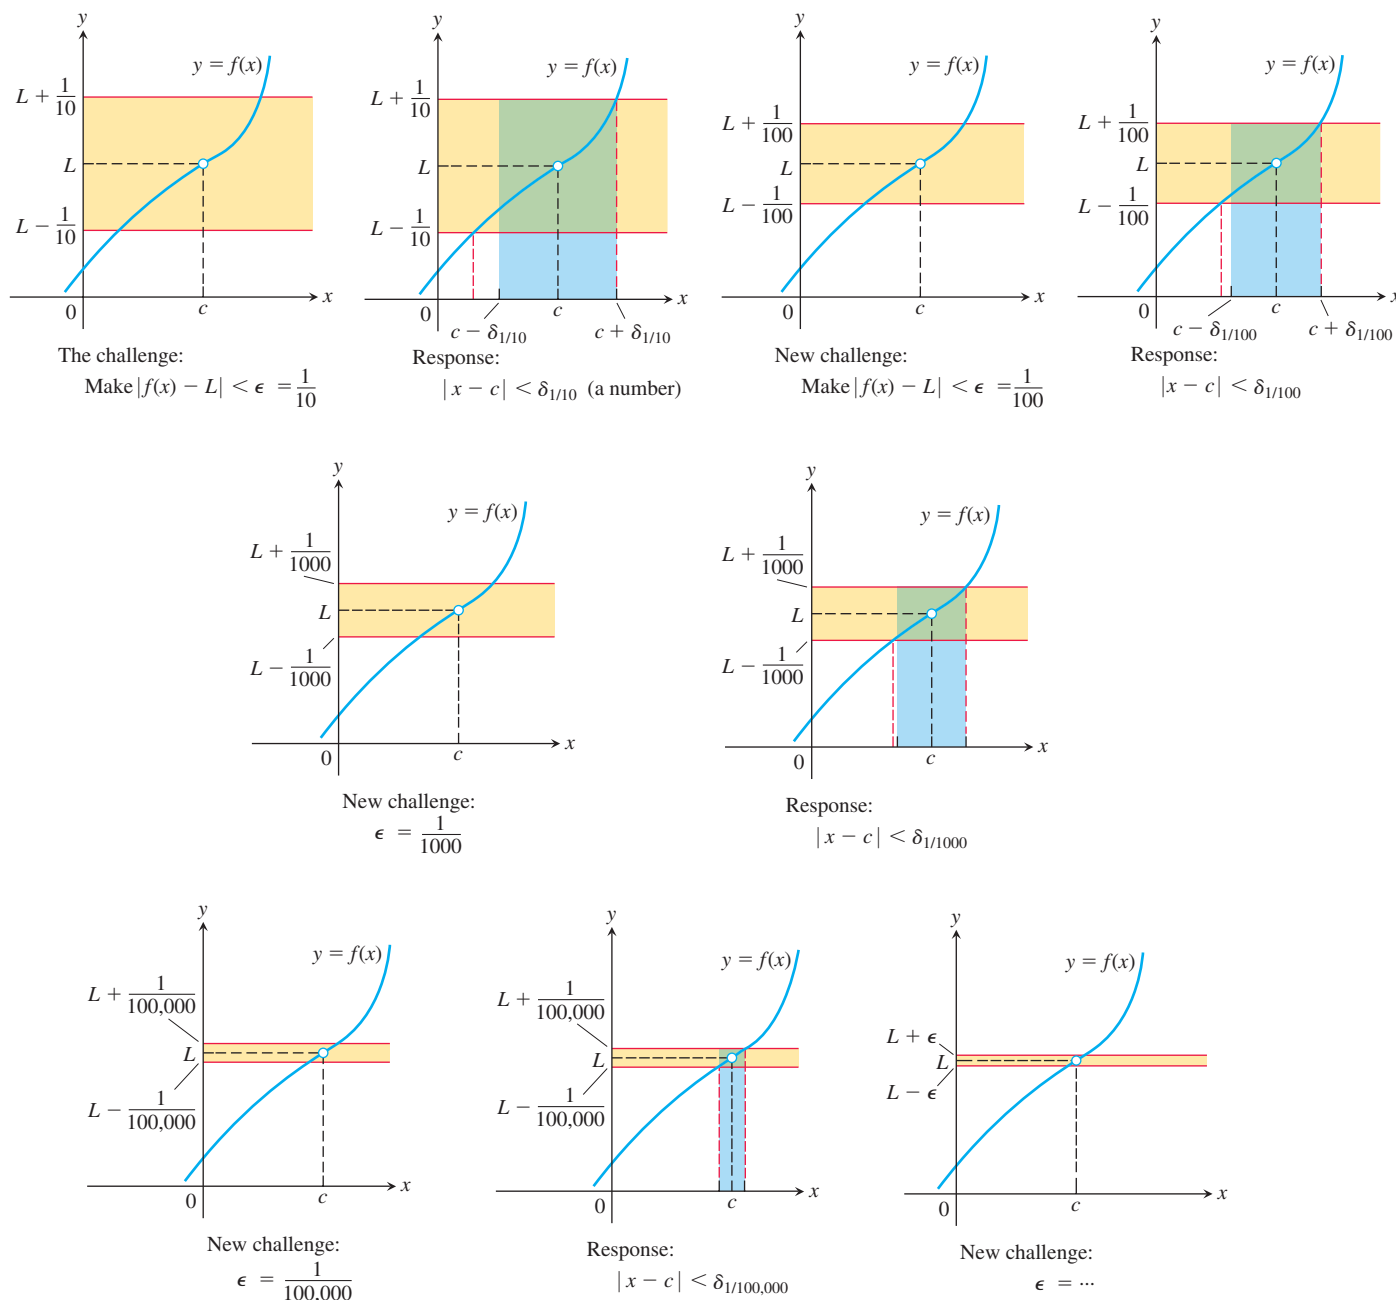 y
y = f(x)
L + 1/10
L
L − 1/10
0
c
x
The challenge:
Make |f(x) − L| < ϵ = 1/10
y
y = f(x)
L + 1/10
L
L − 1/10
0
c
x
c − δ1/10
c + δ1/10
Response:
|x − c| < δ1/10 (a number)
y
y = f(x)
L + 1/100
L
L − 1/100
0
c
x
New challenge:
Make |f(x) − L| < ϵ = 1/100
y
y = f(x)
L + 1/100
L
L − 1/100
0
c
x
c − δ1/100
c + δ1/100
Response:
|x − c| < δ1/100
y
y = f(x)
L + 1/1000
L
L − 1/1000
0
c
x
New challenge:
ϵ = 1/1000
y
y = f(x)
L + 1/1000
L
L − 1/1000
0
c
x
Response:
|x − c| < δ1/1000
y
y = f(x)
L + 1/100,000
L
L − 1/100,000
0
c
x
New challenge:
ϵ = 1/100,000
y
y = f(x)
L + 1/100,000
L
L − 1/100,000
0
c
x
Response:
|x − c| < δ1/100,000
y
y = f(x)
L + ϵ
L
L − ϵ
0
c
x
New challenge:
ϵ = ···